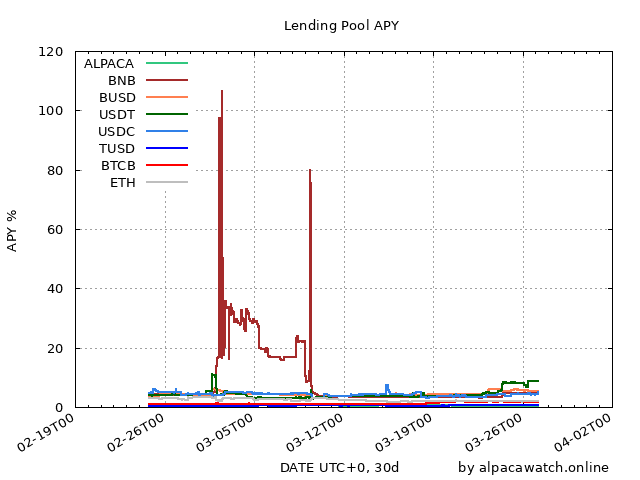 Lending Pool APY
120
100
80
60
40
20
0
APY %
ALPACA
BNB
BUSD
USDT
USDC
TUSD
BTCB
ETH
02-19T00
02-26T00
03-05T00
03-12T00
03-19T00
03-26T00
04-02T00
DATE UTC+0, 30d
by alpacawatch.online